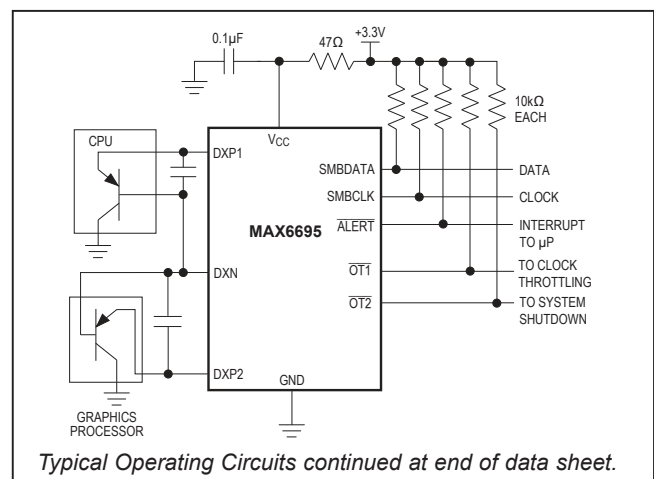 +3.3V
0.1µF
47Ω
10kΩ
EACH
CPU
VCC
DXP1
SMBDATA
DATA
SMBCLK
CLOCK
MAX6695
ALERT
INTERRUPT
TO µP
DXN
OT1
TO CLOCK
THROTTLING
OT2
TO SYSTEM
SHUTDOWN
DXP2
GND
GRAPHICS
PROCESSOR
Typical Operating Circuits continued at end of data sheet.